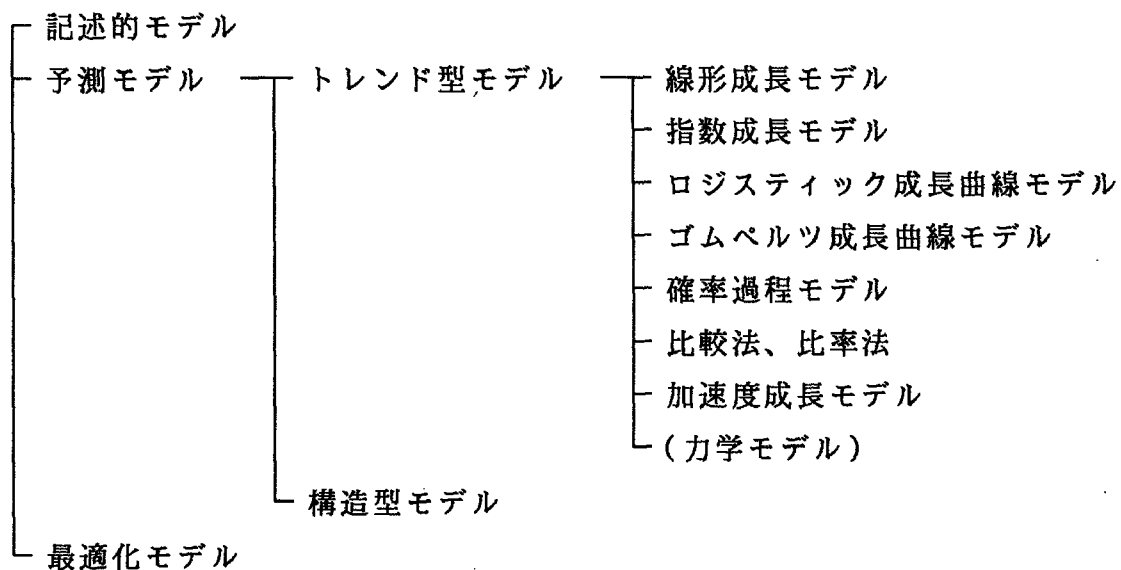 記述的モデル
予測モデル トレンド型モデル 線形成長モデル
指数成長モデル
ロジスティック成長曲線モデル
ゴムペルツ成長曲線モデル
確率過程モデル
比較法、比率法
加速度成長モデル
(力学モデル)
構造型モデル
最適化モデル